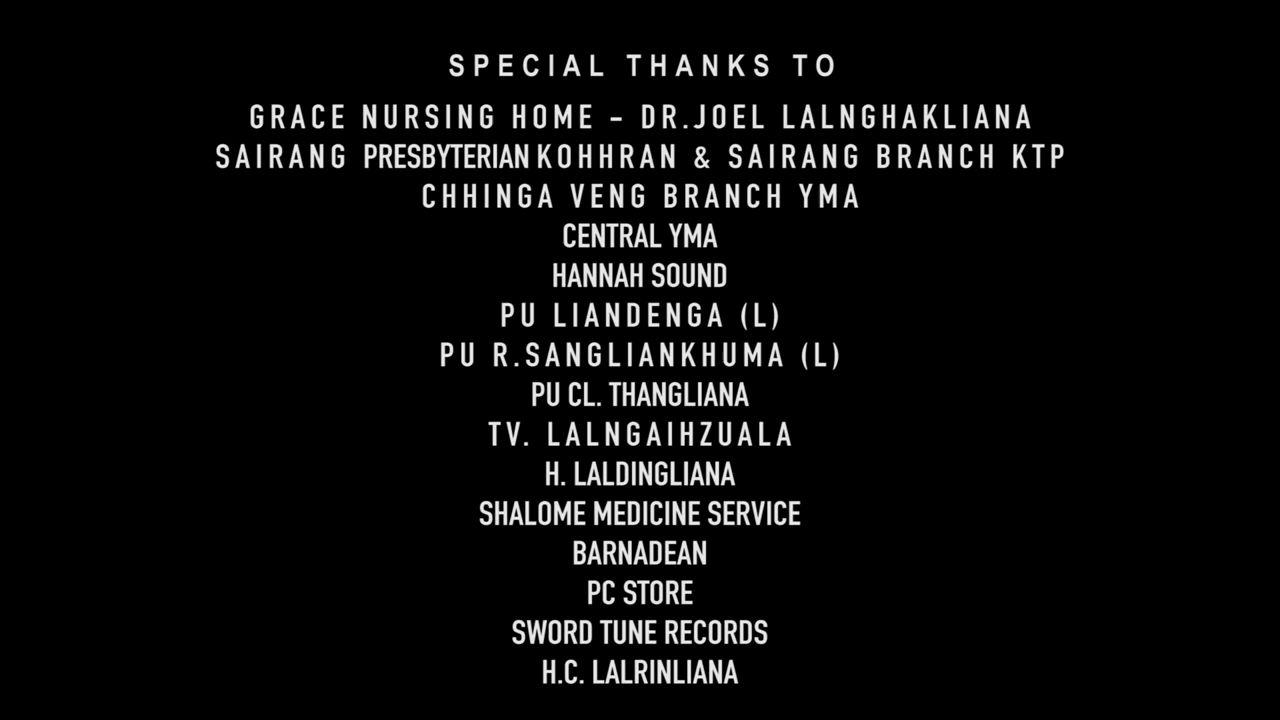 SPECIAL THANKS TO
GRACE NURSING HOME – DR.JOEL LALNGHAKLIANA
SAIRANG PRESBYTERIAN KOHHRAN & SAIRANG BRANCH KTP
CHHINGA VENG BRANCH YMA
CENTRAL YMA
HANNAH SOUND
PU LIANDENGA (L)
PU R.SANGLIANKHUMA (L)
PU CL. THANGLIANA
TV. LALNGAIHZUALA
H. LALDINGLIANA
SHALOME MEDICINE SERVICE
BARNADEAN
PC STORE
SWORD TUNE RECORDS
H.C. LALRINLIANA